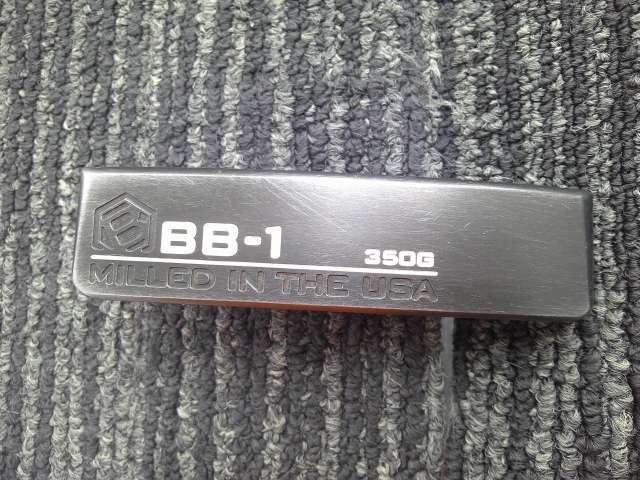 BB-1
350G
MILLED IN THE USA